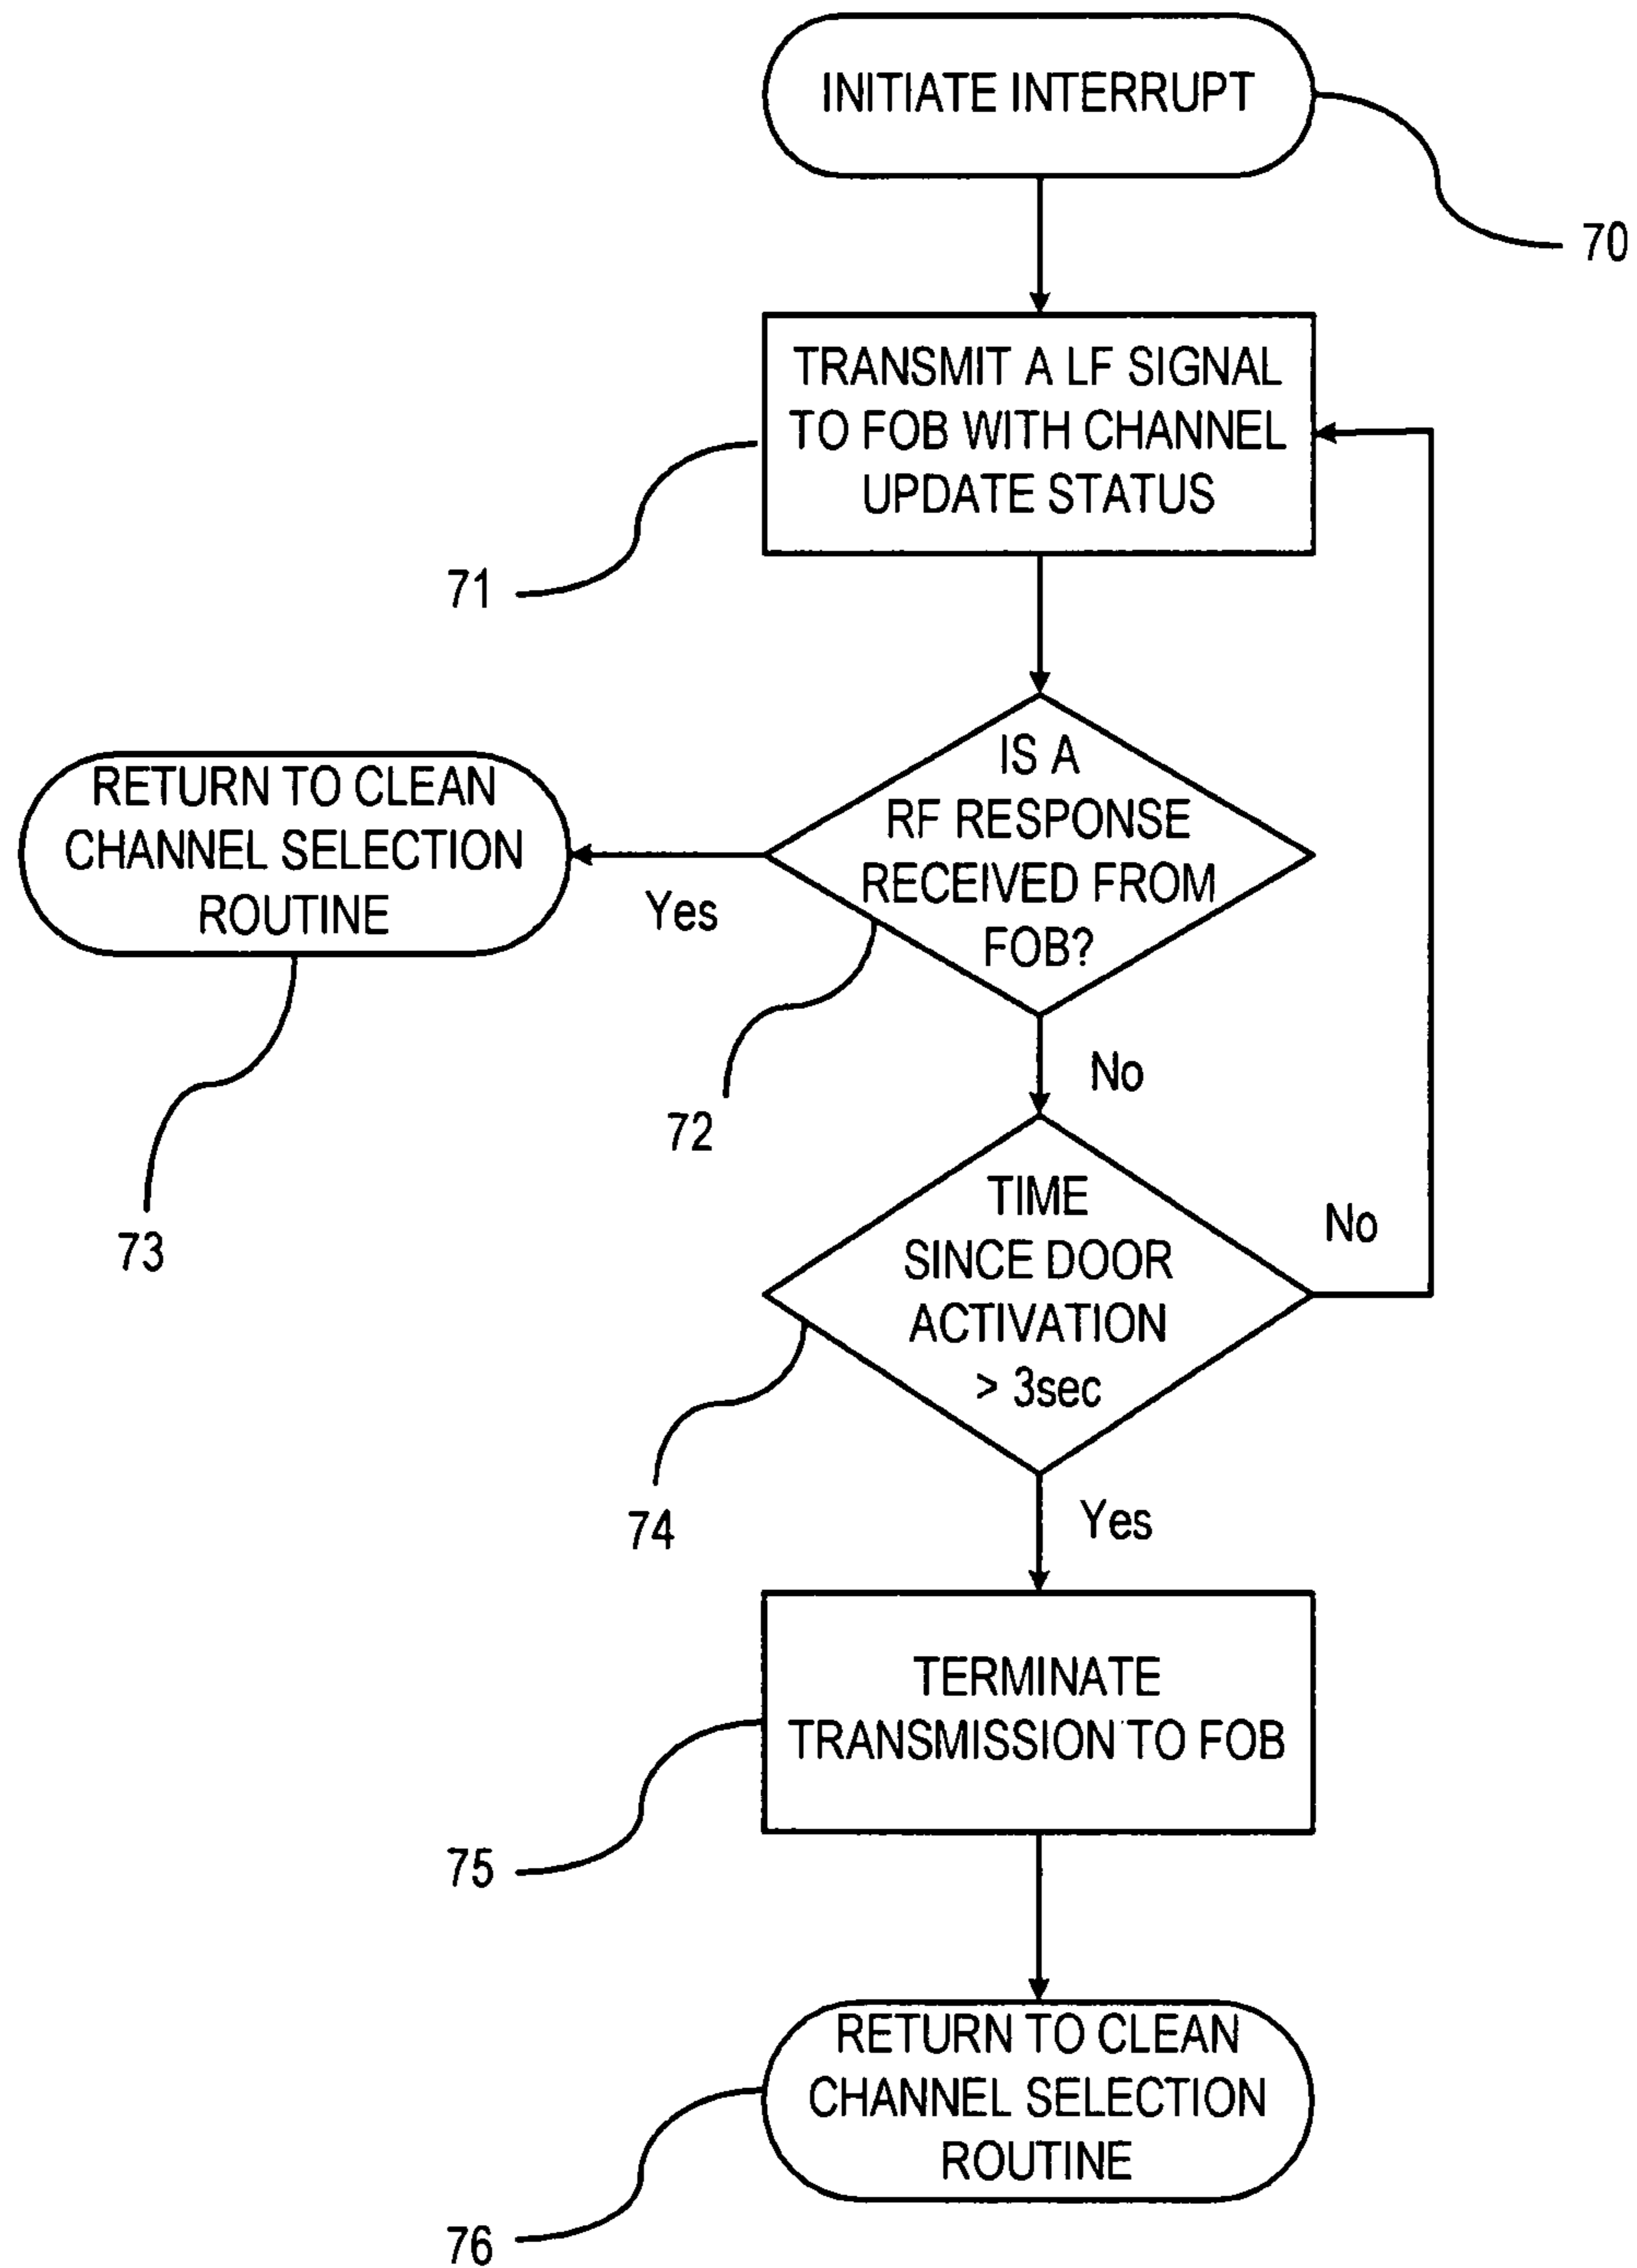 INITIATE INTERRUPT
70
TRANSMIT A LF SIGNAL
TO FOB WITH CHANNEL
UPDATE STATUS
71
IS A
RF RESPONSE
RECEIVED FROM
FOB?
72
Yes
RETURN TO CLEAN
CHANNEL SELECTION
ROUTINE
73
No
TIME
SINCE DOOR
ACTIVATION
> 3sec
74
No
Yes
TERMINATE
TRANSMISSION TO FOB
75
RETURN TO CLEAN
CHANNEL SELECTION
ROUTINE
76